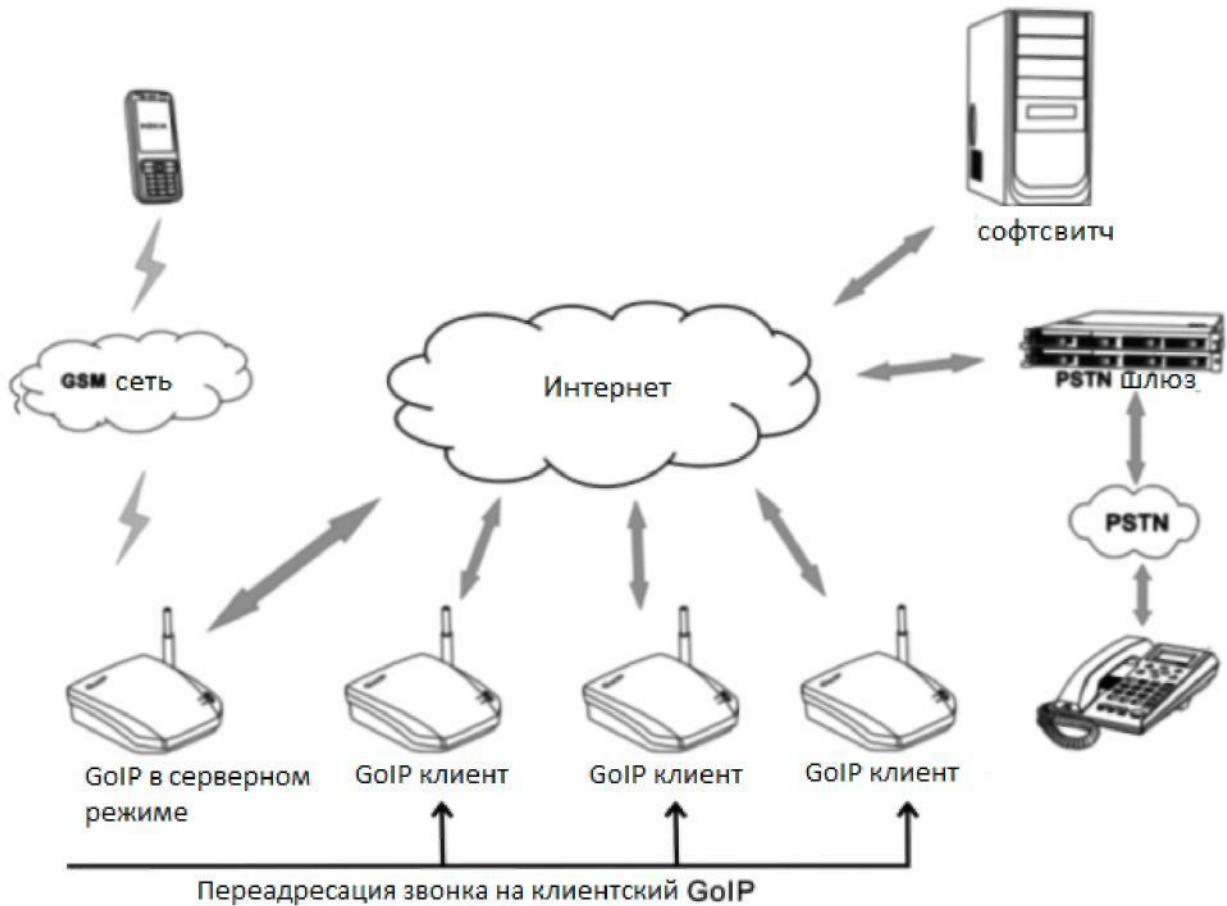 NOKIA
софтсвитч
GSM сеть
Интернет
PSTN шлюз
PSTN
GoIP в серверном
режиме
GoIP клиент
GoIP клиент
GoIP клиент
Переадресация звонка на клиентский GoIP